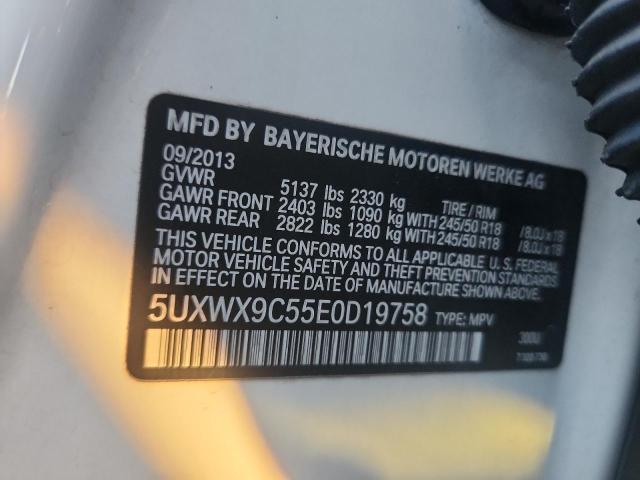 MFD BY BAYERISCHE MOTOREN WERKE AG
09/2013
GVWR 5137 lbs 2330 kg TIRE / RIM
GAWR FRONT 2403 lbs 1090 kg WITH 245/50 R18 /8.0J x 18
GAWR REAR 2822 lbs 1280 kg WITH 245/50 R18 /8.0J x 18
THIS VEHICLE CONFORMS TO ALL APPLICABLE U.S. FEDERAL
MOTOR VEHICLE SAFETY AND THEFT PREVENTION STANDARDS
IN EFFECT ON THE DATE OF MANUFACTURE SHOWN ABOVE.
5UXWX9C55E0D19758 TYPE: MPV
300U